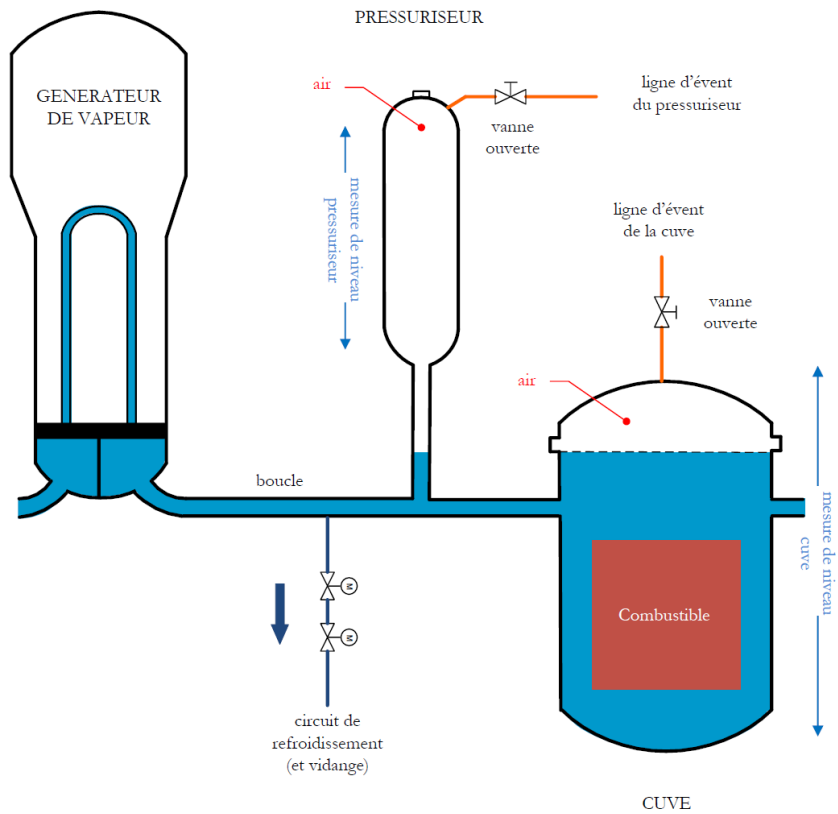 PRESSURISEUR
GENERATEUR
DE VAPEUR
air
ligne d'évent
du pressuriseur
vanne
ouverte
mesure de niveau
pressuriseur
ligne d'évent
de la cuve
vanne
ouverte
air
boucle
mesure de niveau
cuve
M
M
Combustible
circuit de
refroidissement
(et vidange)
CUVE